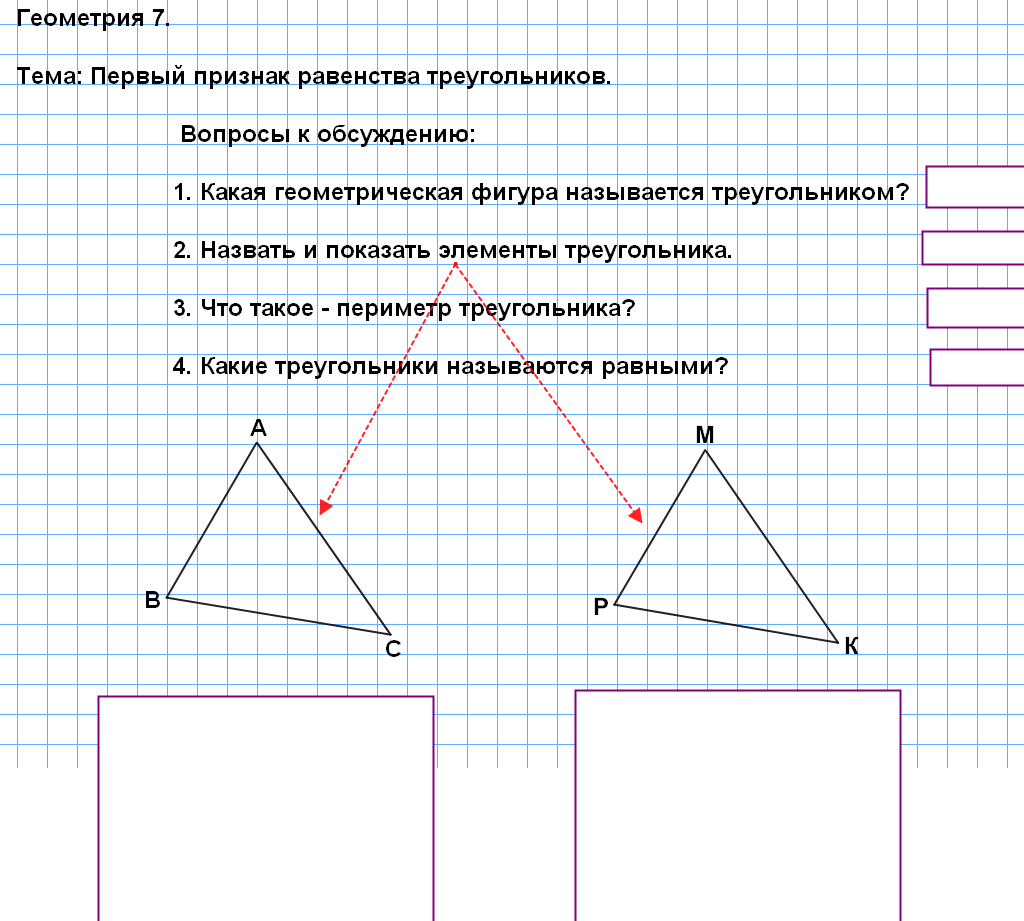 Геометрия 7.
Тема: Первый признак равенства треугольников.
Вопросы к обсуждению:
1. Какая геометрическая фигура называется треугольником?
2. Назвать и показать элементы треугольника.
3. Что такое - периметр треугольника?
4. Какие треугольники называются равными?
А
М
В
Р
С
К